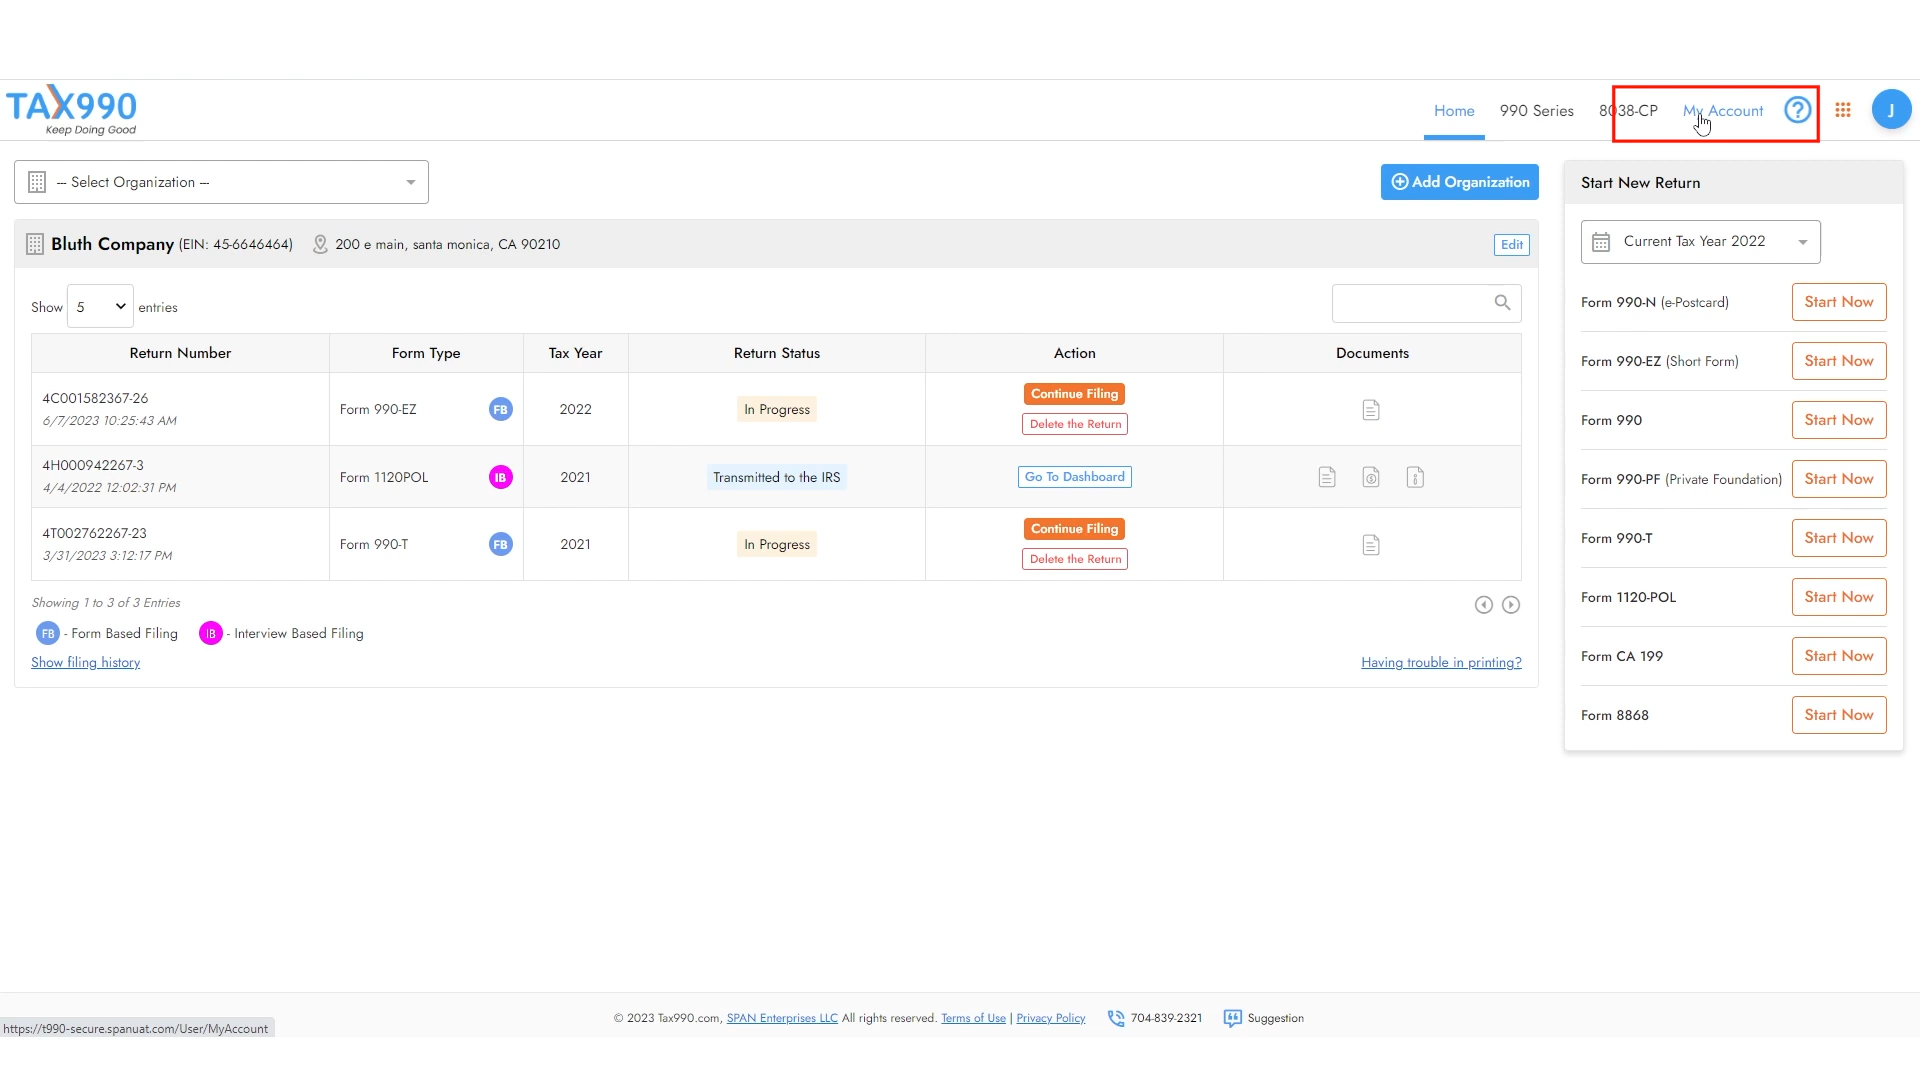 TAX990
Keep Doing Good
Home
990 Series
8038-CP
My Account
?
J
-- Select Organization --
Add Organization
Bluth Company (EIN: 45-6646464)
200 e main, santa monica, CA 90210
Edit
Show 5 entries
Return Number
Form Type
Tax Year
Return Status
Action
Documents
4C001582367-26
6/7/2023 10:25:43 AM
Form 990-EZ
FB
2022
In Progress
Continue Filing
Delete the Return
4H000942267-3
4/4/2022 12:02:31 PM
Form 1120POL
IB
2021
Transmitted to the IRS
Go To Dashboard
4T002762267-23
3/31/2023 3:12:17 PM
Form 990-T
FB
2021
In Progress
Continue Filing
Delete the Return
Showing 1 to 3 of 3 Entries
FB - Form Based Filing
IB - Interview Based Filing
Show filing history
Having trouble in printing?
Start New Return
Current Tax Year 2022
Form 990-N (e-Postcard)
Start Now
Form 990-EZ (Short Form)
Start Now
Form 990
Start Now
Form 990-PF (Private Foundation)
Start Now
Form 990-T
Start Now
Form 1120-POL
Start Now
Form CA 199
Start Now
Form 8868
Start Now
© 2023 Tax990.com, SPAN Enterprises LLC All rights reserved. Terms of Use | Privacy Policy
704-839-2321
Suggestion
https://t990-secure.spanuat.com/User/MyAccount